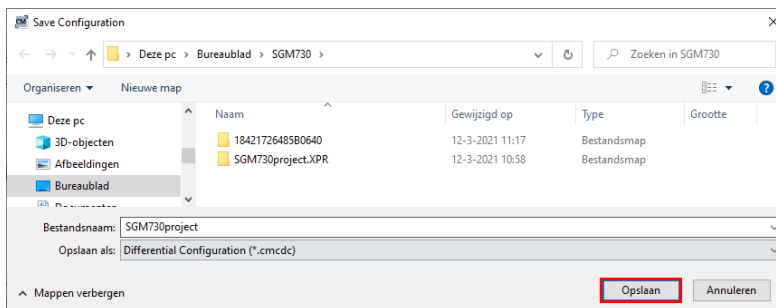 CM Save Configuration
Deze pc > Bureaublad > SGM730 >
Zoeken in SGM730
Organiseren Nieuwe map
Deze pc
3D-objecten
Afbeeldingen
Bureaublad
Documenten
Naam Gewijzigd op Type Grootte
18421726485B0640 12-3-2021 11:17 Bestandsmap
SGM730project.XPR 12-3-2021 10:58 Bestandsmap
Bestandsnaam: SGM730project
Opslaan als: Differential Configuration (*.cmcdc)
Mappen verbergen
Opslaan Annuleren